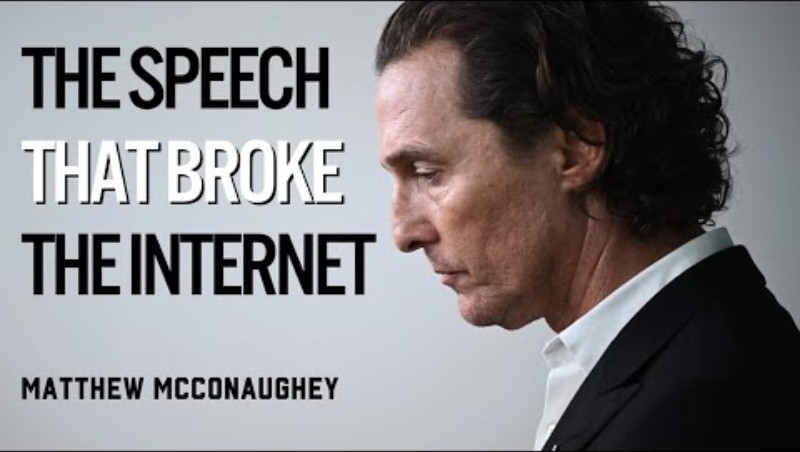 THE SPEECH
THAT BROKE
THE INTERNET
MATTHEW MCCONAUGHEY